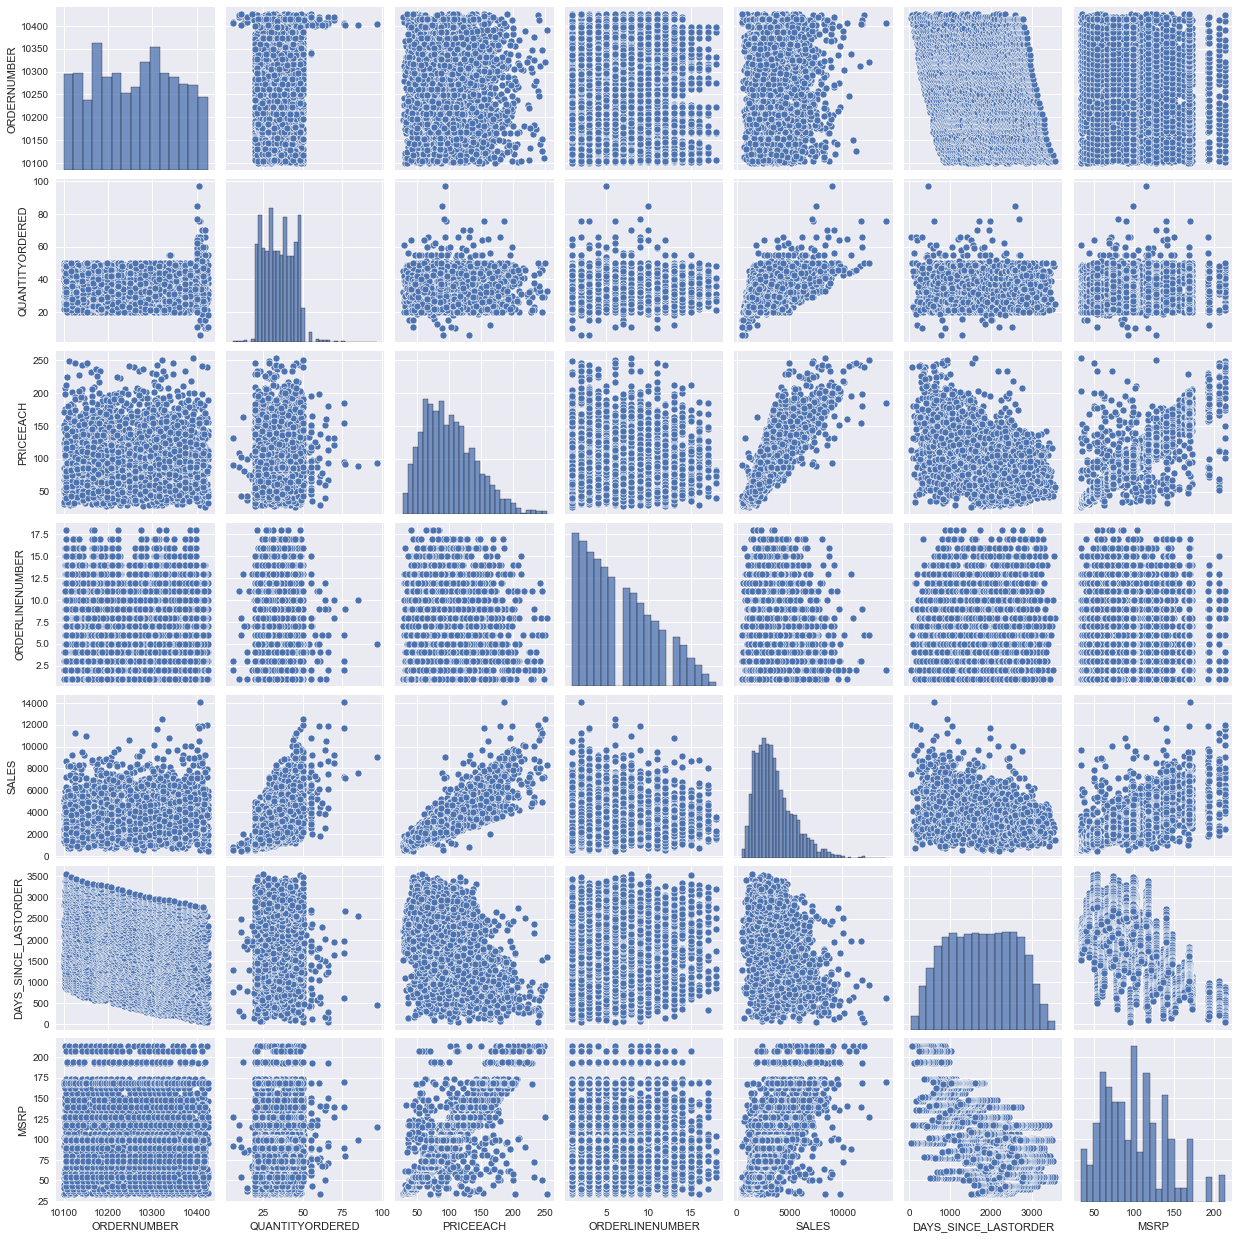 ORDERNUMBER
10400
10350
10300
10250
10200
10150
10100
QUANTITYORDERED
100
80
60
40
20
PRICEEACH
250
200
150
100
50
ORDERLINENUMBER
17.5
15.0
12.5
10.0
7.5
5.0
2.5
SALES
14000
12000
10000
8000
6000
4000
2000
0
DAYS_SINCE_LASTORDER
3500
3000
2500
2000
1500
1000
500
0
MSRP
200
175
150
125
100
75
50
25
10100 10200 10300 10400
25 50 75 100
50 100 150 200 250
5 10 15
0 5000 10000
0 1000 2000 3000
50 100 150 200
ORDERNUMBER
QUANTITYORDERED
PRICEEACH
ORDERLINENUMBER
SALES
DAYS_SINCE_LASTORDER
MSRP